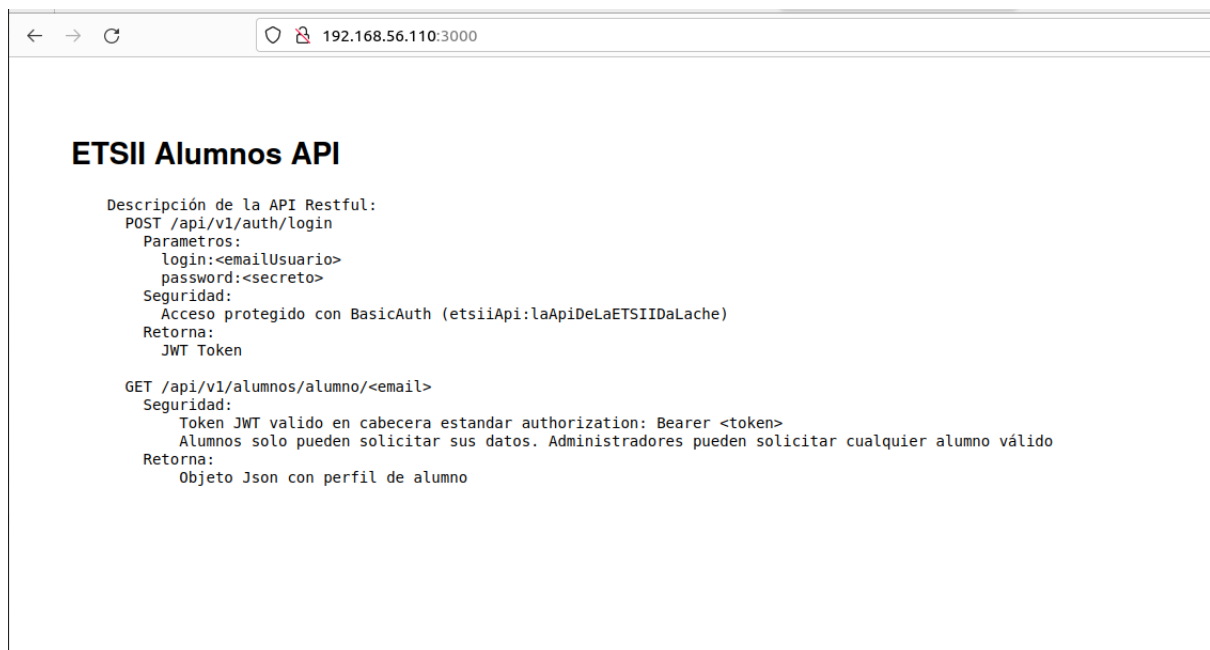 192.168.56.110:3000
ETSII Alumnos API
Descripción de la API Restful:
POST /api/v1/auth/login
Parametros:
login:<emailUsuario>
password:<secreto>
Seguridad:
Acceso protegido con BasicAuth (etsiiApi:laApiDeLaETSIIDaLache)
Retorna:
JWT Token
GET /api/v1/alumnos/alumno/<email>
Seguridad:
Token JWT valido en cabecera estandar authorization: Bearer <token>
Alumnos solo pueden solicitar sus datos. Administradores pueden solicitar cualquier alumno válido
Retorna:
Objeto Json con perfil de alumno